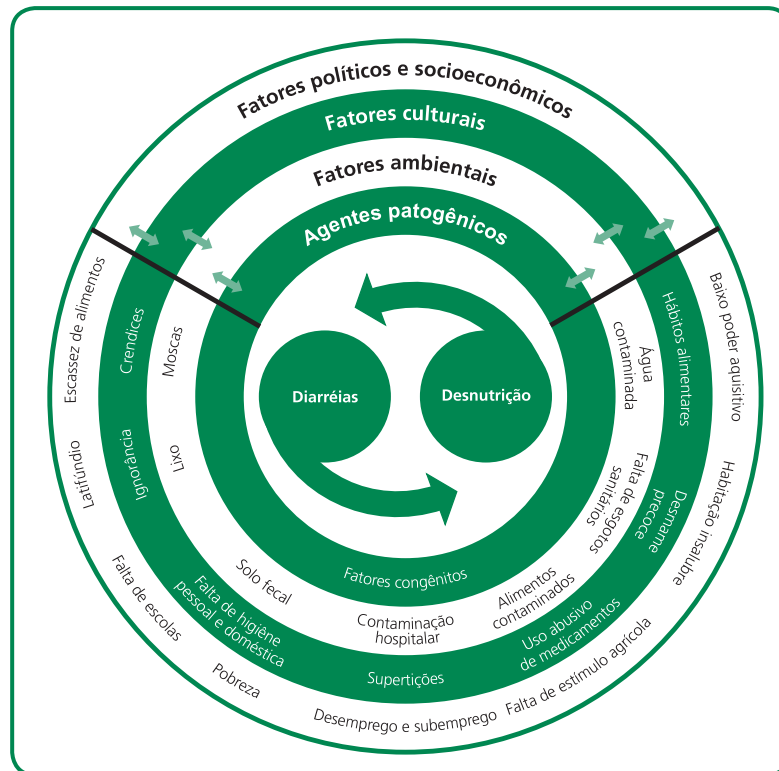 Fatores políticos e socioeconômicos
Fatores culturais
Fatores ambientais
Agentes patogênicos
Diarréias
Desnutrição
Fatores congênitos
Moscas
Lixo
Solo fecal
Contaminação
hospitalar
Alimentos
contaminados
Falta de esgotos
sanitários
Água
contaminada
Crendices
Ignorância
Falta de higiêne
pessoal e doméstica
Supertições
Uso abusivo
de medicamentos
Desmame
precoce
Hábitos alimentares
Escassez de alimentos
Latifúndio
Falta de escolas
Pobreza
Desemprego e subemprego
Falta de estímulo agrícola
Habitação insalubre
Baixo poder aquisitivo